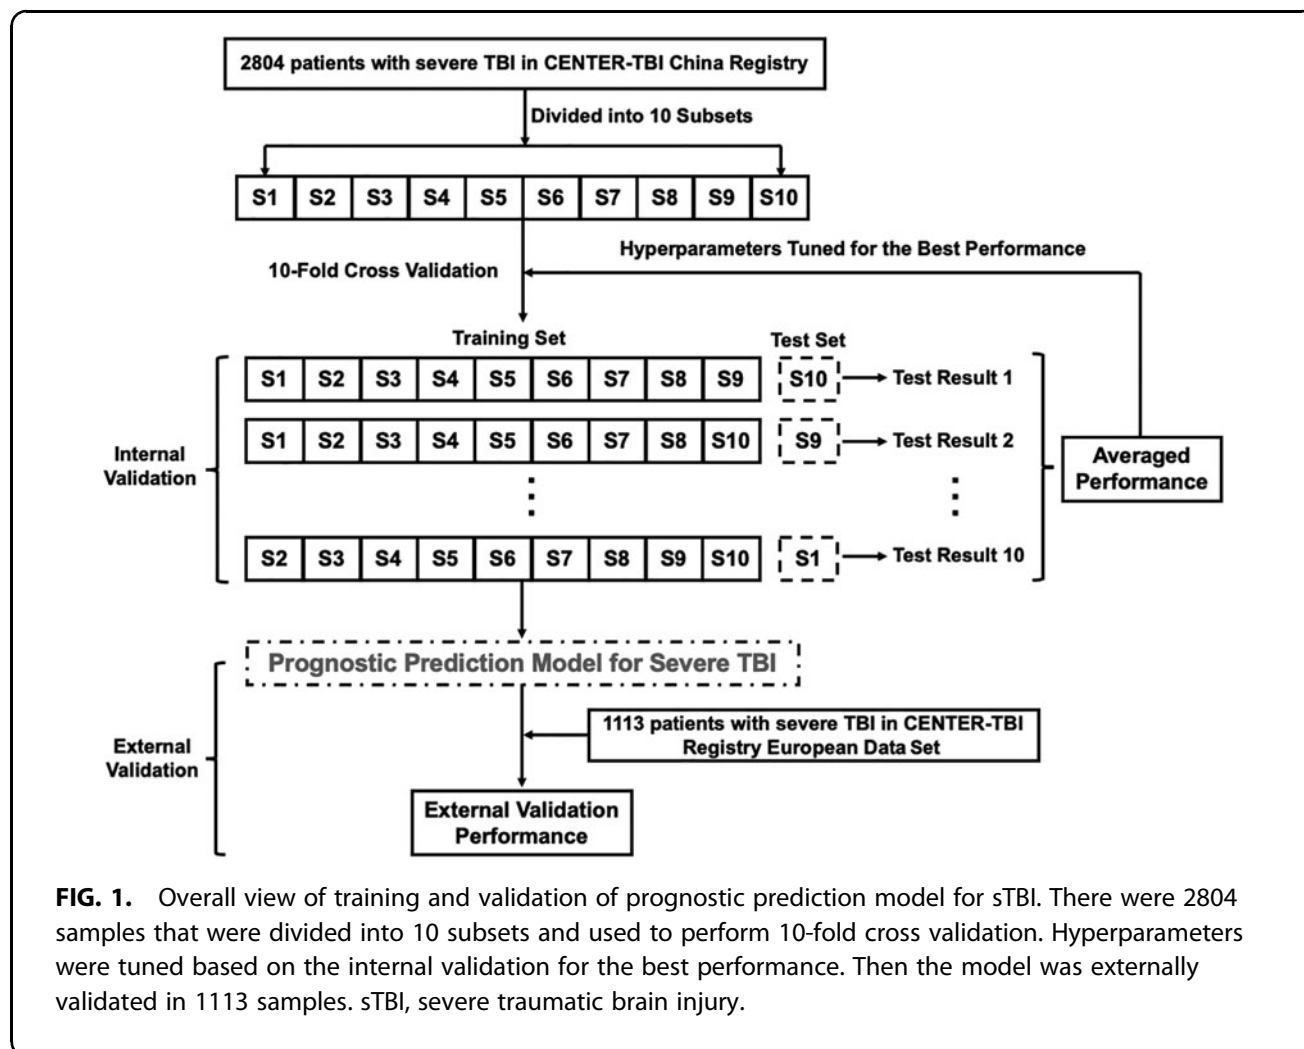 2804 patients with severe TBI in CENTER-TBI China Registry
Divided into 10 Subsets
S1 S2 S3 S4 S5 S6 S7 S8 S9 S10
Hyperparameters Tuned for the Best Performance
10-Fold Cross Validation
Training Set
Test Set
S1 S2 S3 S4 S5 S6 S7 S8 S9 S10 Test Result 1
S1 S2 S3 S4 S5 S6 S7 S8 S10 S9 Test Result 2
Internal
Validation
Averaged
Performance
S2 S3 S4 S5 S6 S7 S8 S9 S10 S1 Test Result 10
Prognostic Prediction Model for Severe TBI
1113 patients with severe TBI in CENTER-TBI
Registry European Data Set
External
Validation
External Validation
Performance
FIG. 1. Overall view of training and validation of prognostic prediction model for sTBI. There were 2804
samples that were divided into 10 subsets and used to perform 10-fold cross validation. Hyperparameters
were tuned based on the internal validation for the best performance. Then the model was externally
validated in 1113 samples. sTBI, severe traumatic brain injury.